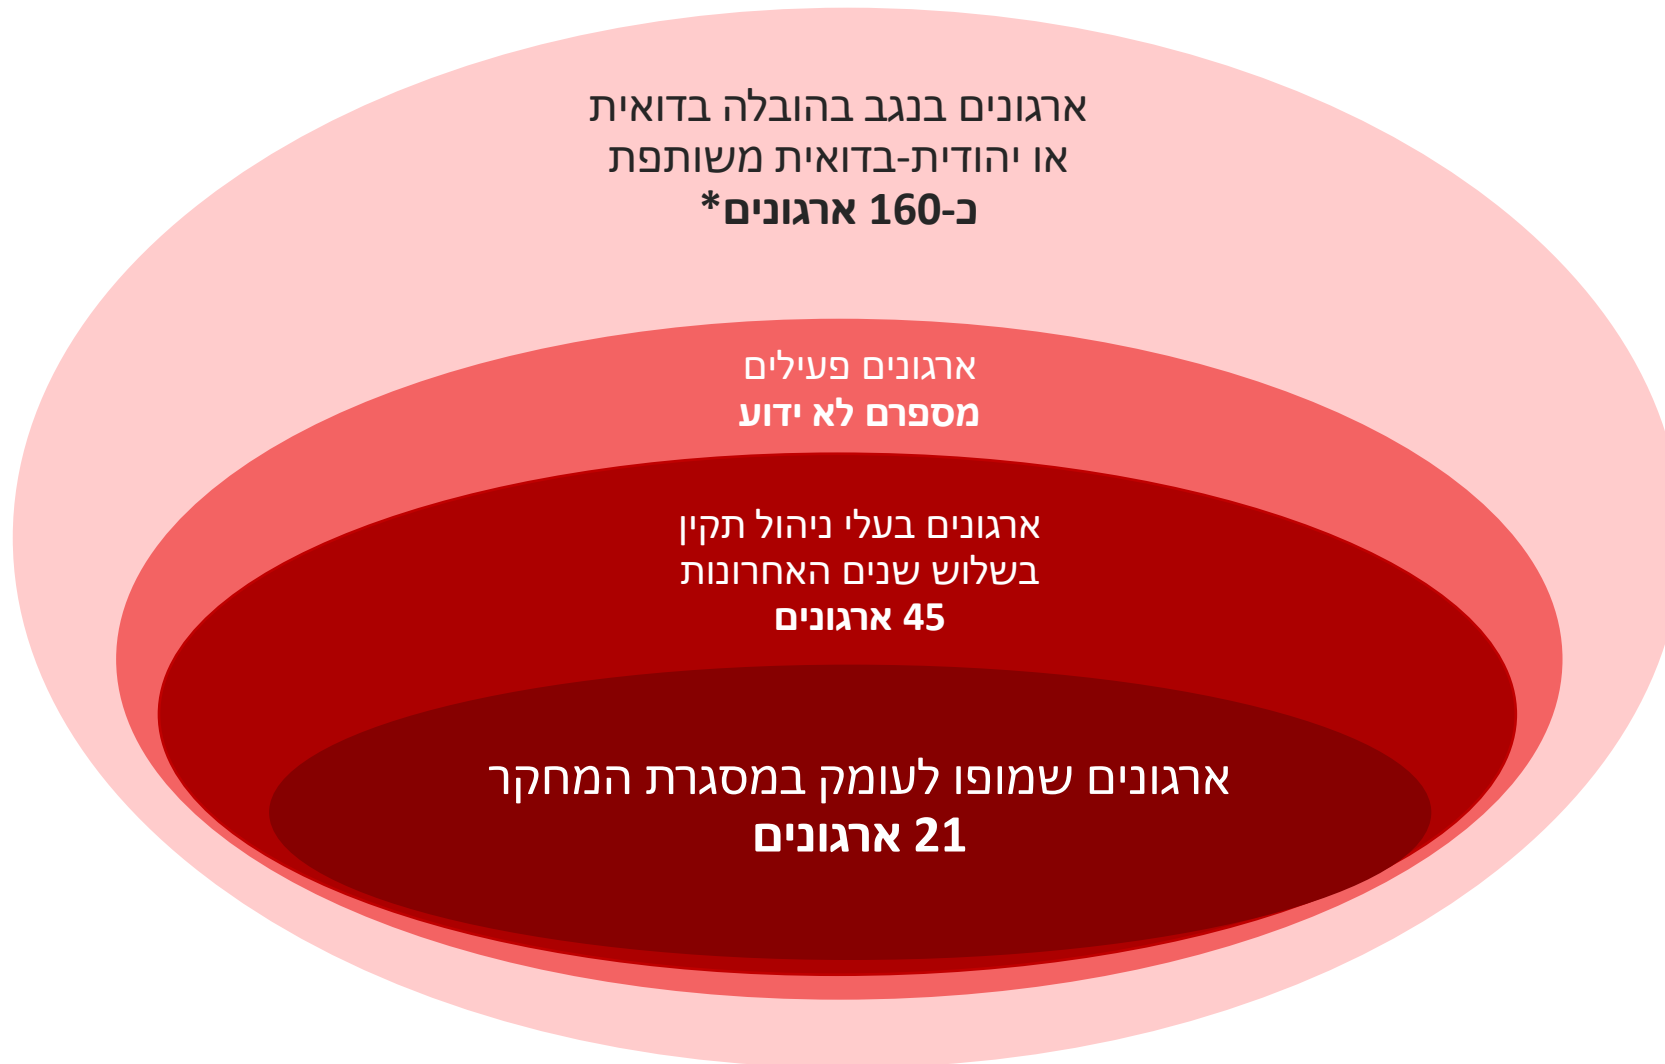 ארגונים בנגב בהובלה בדואית
או יהודית-בדואית משותפת
כ-160 ארגונים*
ארגונים פעילים
מספרם לא ידוע
ארגונים בעלי ניהול תקין
בשלוש שנים האחרונות
45 ארגונים
ארגונים שמופו לעומק במסגרת המחקר
21 ארגונים